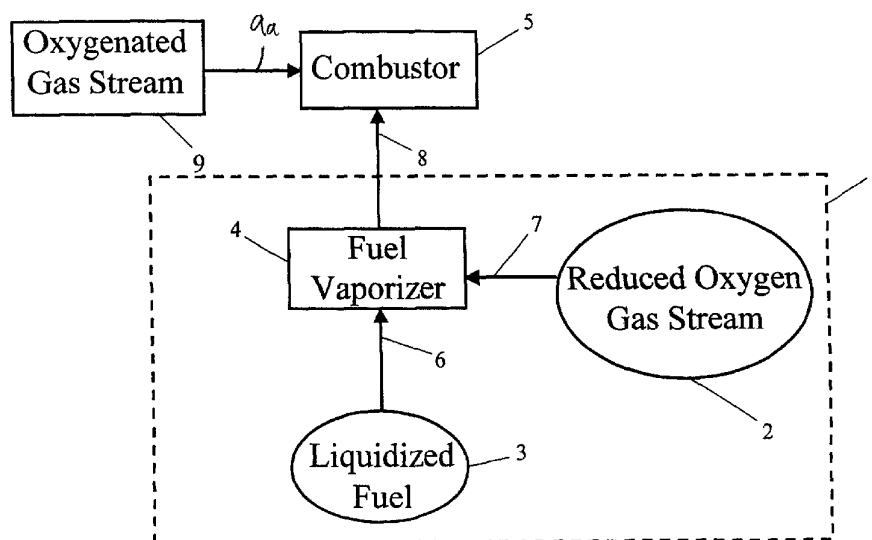 Oxygenated
Gas Stream
9a
Combustor
5
9
8
4
Fuel
Vaporizer
7
Reduced Oxygen
Gas Stream
6
2
Liquidized
Fuel
3